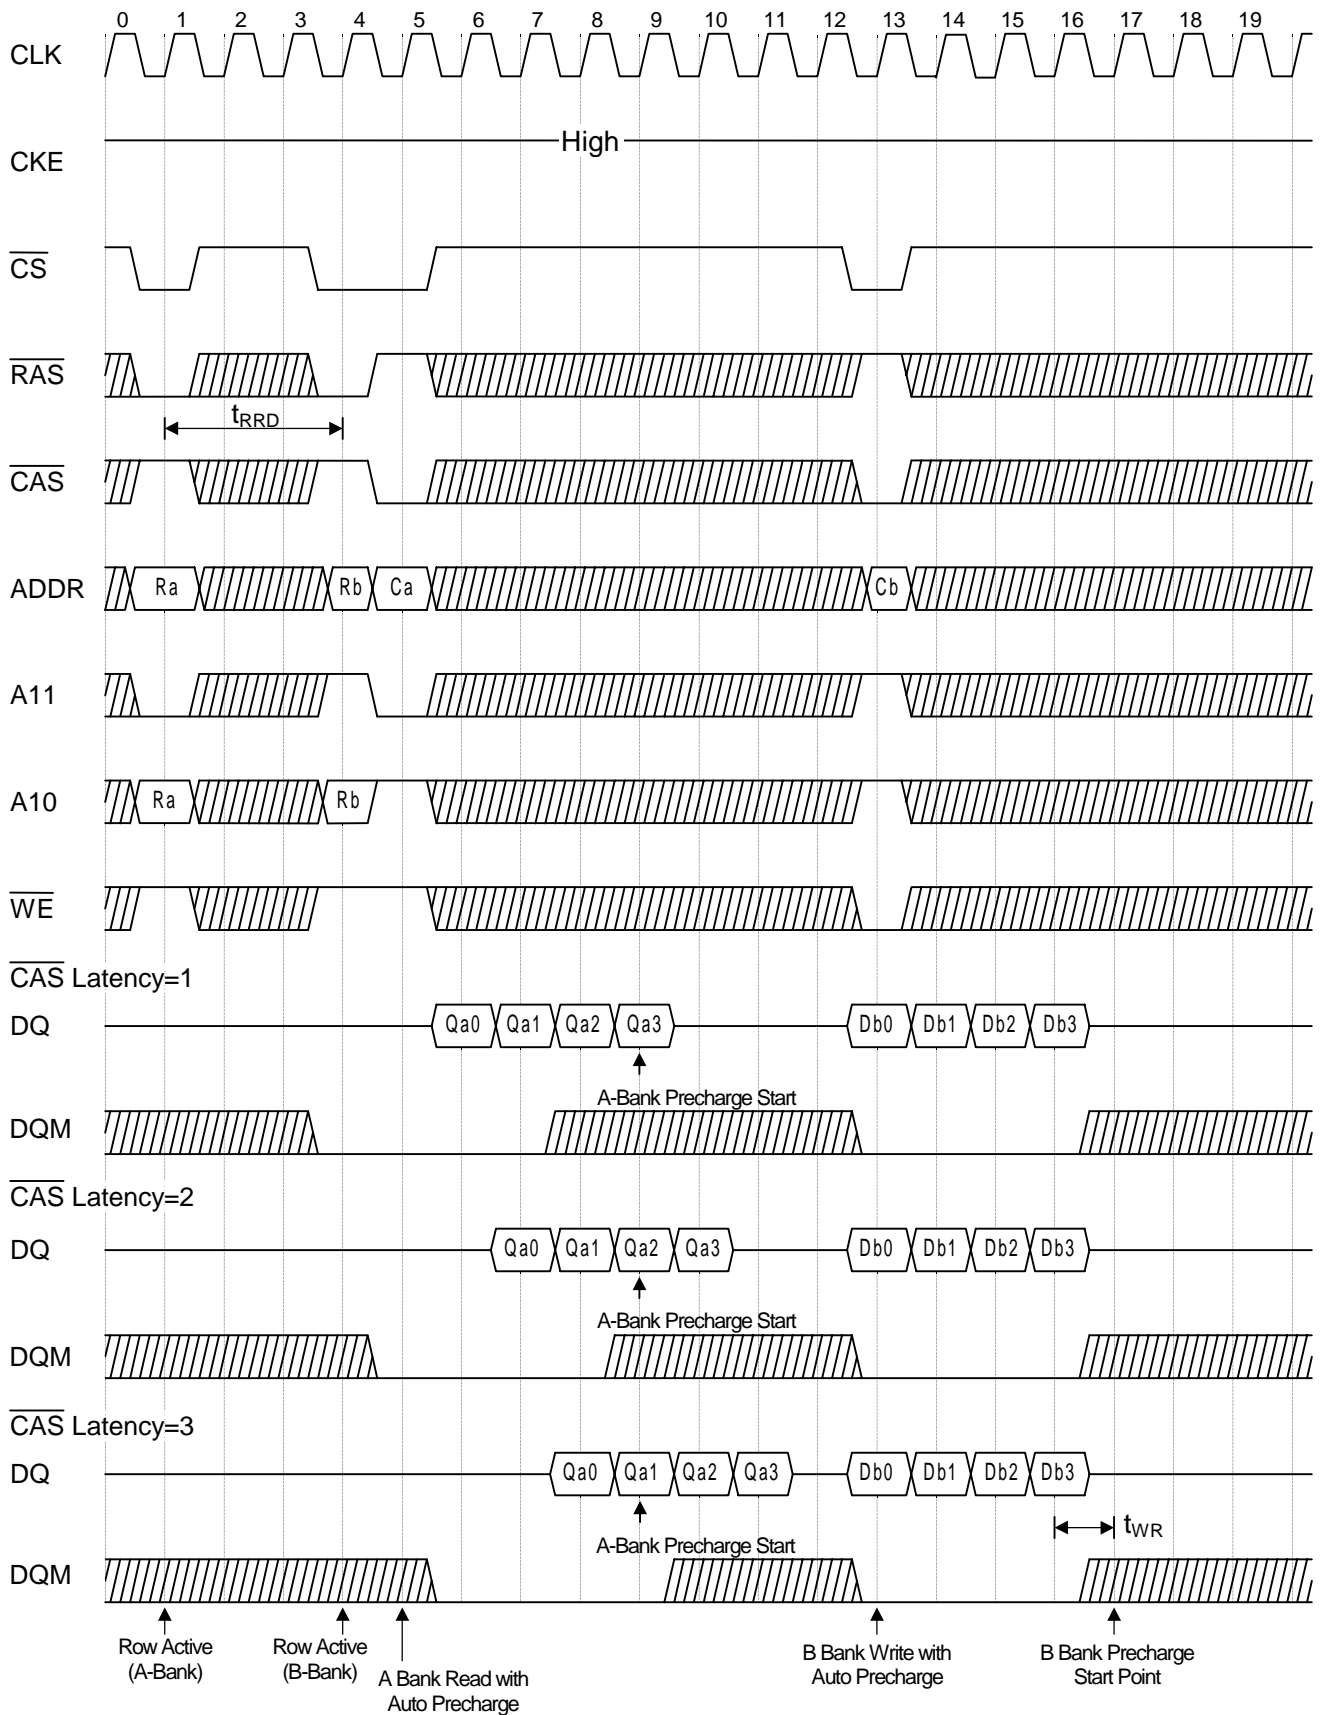 0 1 2 3 4 5 6 7 8 9 10 11 12 13 14 15 16 17 18 19
CLK
High
CKE
CS
RAS
tRRD
CAS
ADDR Ra Rb Ca Cb
A11
A10 Ra Rb
WE
CAS Latency=1
DQ Qa0 Qa1 Qa2 Qa3 Db0 Db1 Db2 Db3
A-Bank Precharge Start
DQM
CAS Latency=2
DQ Qa0 Qa1 Qa2 Qa3 Db0 Db1 Db2 Db3
A-Bank Precharge Start
DQM
CAS Latency=3
DQ Qa0 Qa1 Qa2 Qa3 Db0 Db1 Db2 Db3
tWR
A-Bank Precharge Start
DQM
Row Active
(A-Bank)
Row Active
(B-Bank)
A Bank Read with
Auto Precharge
B Bank Write with
Auto Precharge
B Bank Precharge
Start Point